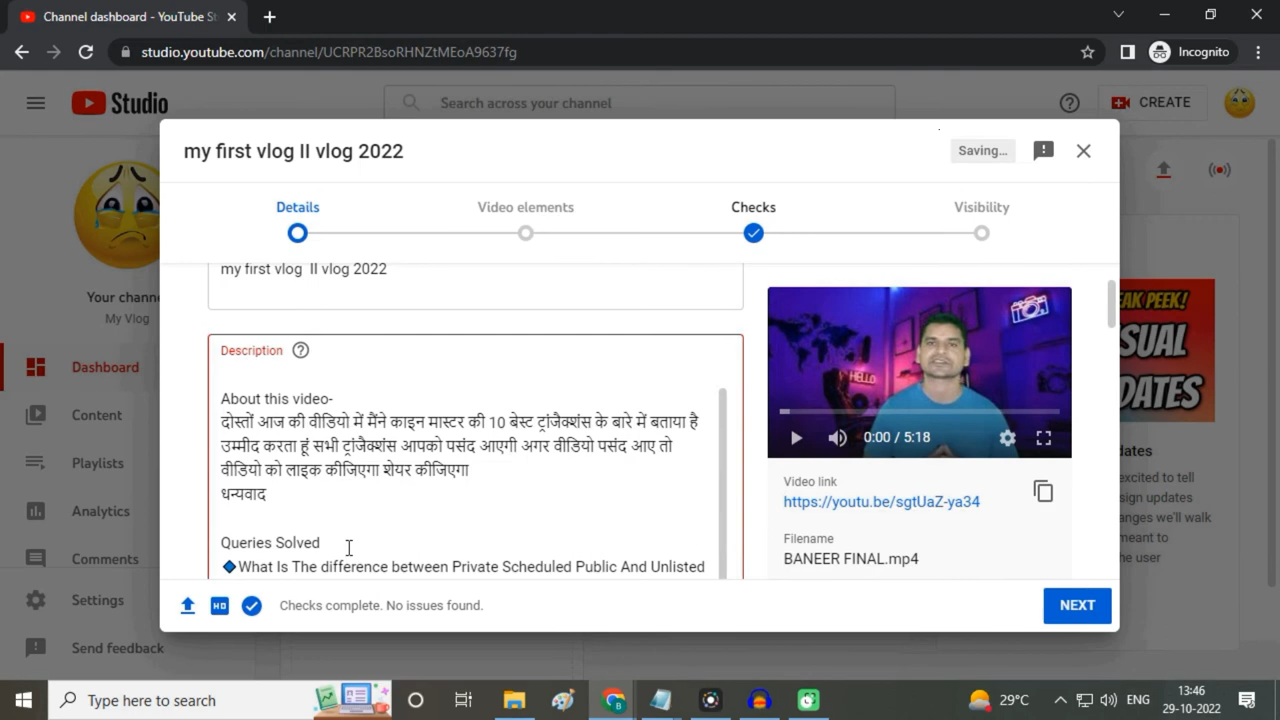 Channel dashboard - YouTube St
studio.youtube.com/channel/UCRPR2BsoRHNZtMEoA9637fg
Incognito
Studio
Search across your channel
CREATE
my first vlog II vlog 2022
Saving...
Details
Video elements
Checks
Visibility
my first vlog II vlog 2022
Description
About this video-
दोस्तों आज की वीडियो में मैंने काइन मास्टर की 10 बेस्ट ट्रांजैक्शंस के बारे में बताया है
उम्मीद करता हूं सभी ट्रांजैक्शंस आपको पसंद आएगी अगर वीडियो पसंद आए तो
वीडियो को लाइक कीजिएगा शेयर कीजिएगा
धन्यवाद
Queries Solved
🔷What Is The difference between Private Scheduled Public And Unlisted
HELLO
0:00 / 5:18
Video link
https://youtu.be/sgtUaZ-ya34
Filename
BANEER FINAL.mp4
HD
Checks complete. No issues found.
NEXT
Your chann
My Vlog
Dashboard
Content
Playlists
Analytics
Comments
Settings
Send feedback
EAK PEEK!
SUAL
DATES
dates
excited to tell
sign updates
anges we'll walk
meant to
the user
Type here to search
29°C
ENG
13:46
29-10-2022